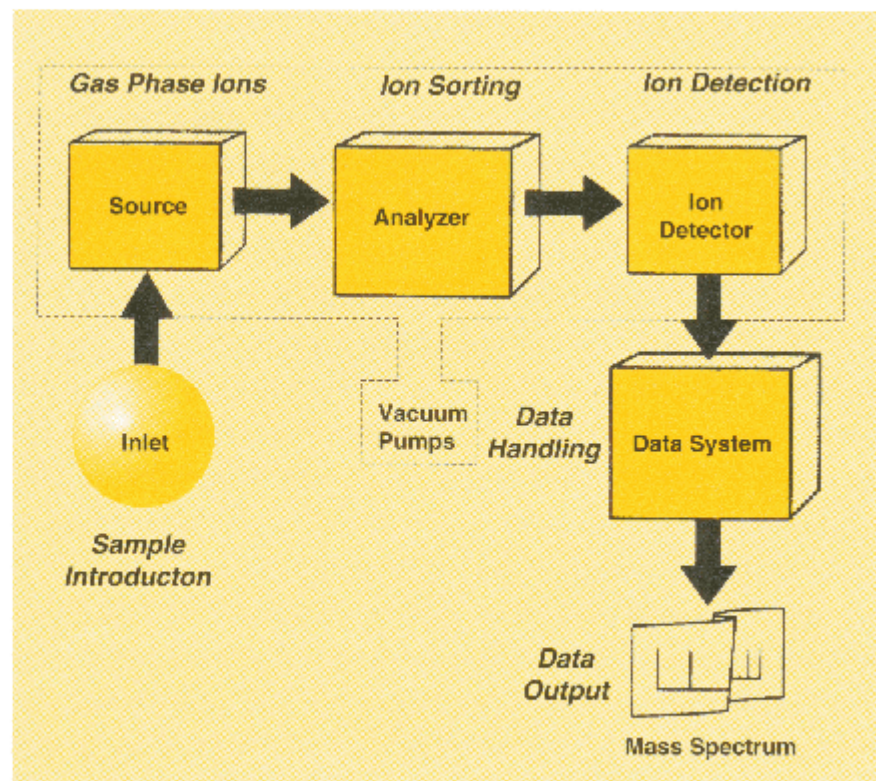 Gas Phase Ions
Ion Sorting
Ion Detection
Source
Analyzer
Ion
Detector
Inlet
Vacuum
Pumps
Data
Handling
Data System
Sample
Introducton
Data
Output
Mass Spectrum